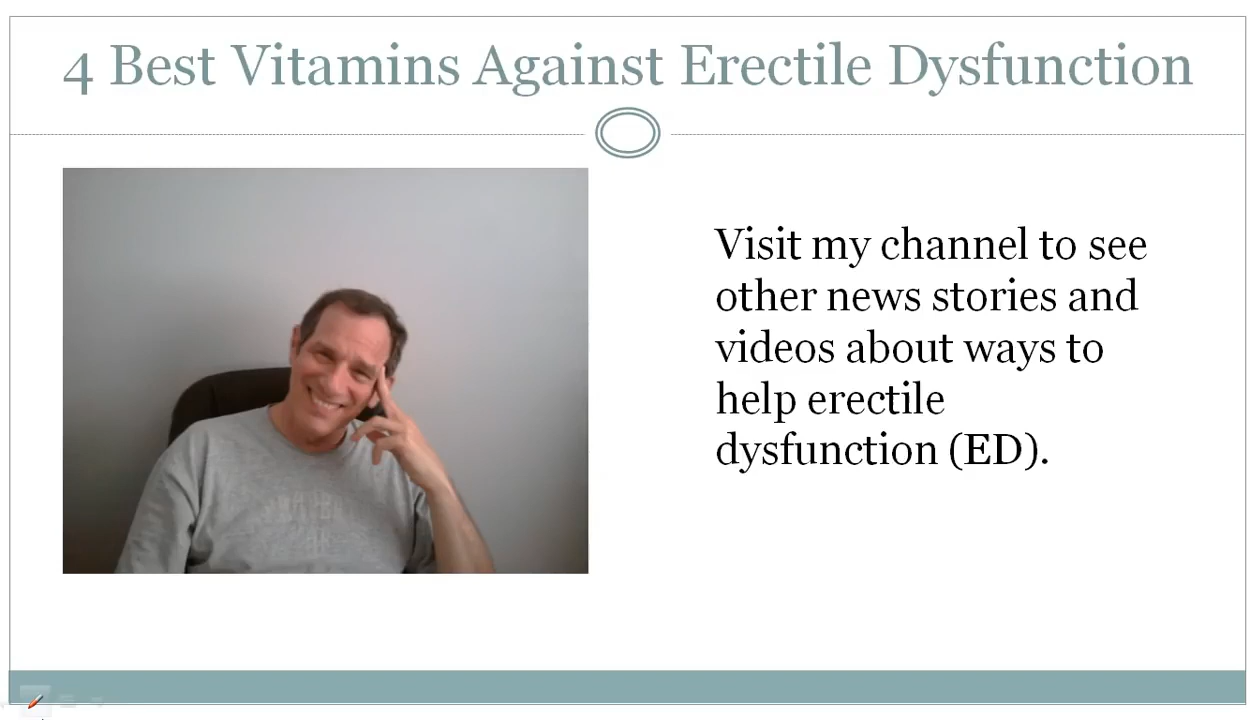 4 Best Vitamins Against Erectile Dysfunction
Visit my channel to see
other news stories and
videos about ways to
help erectile
dysfunction (ED).